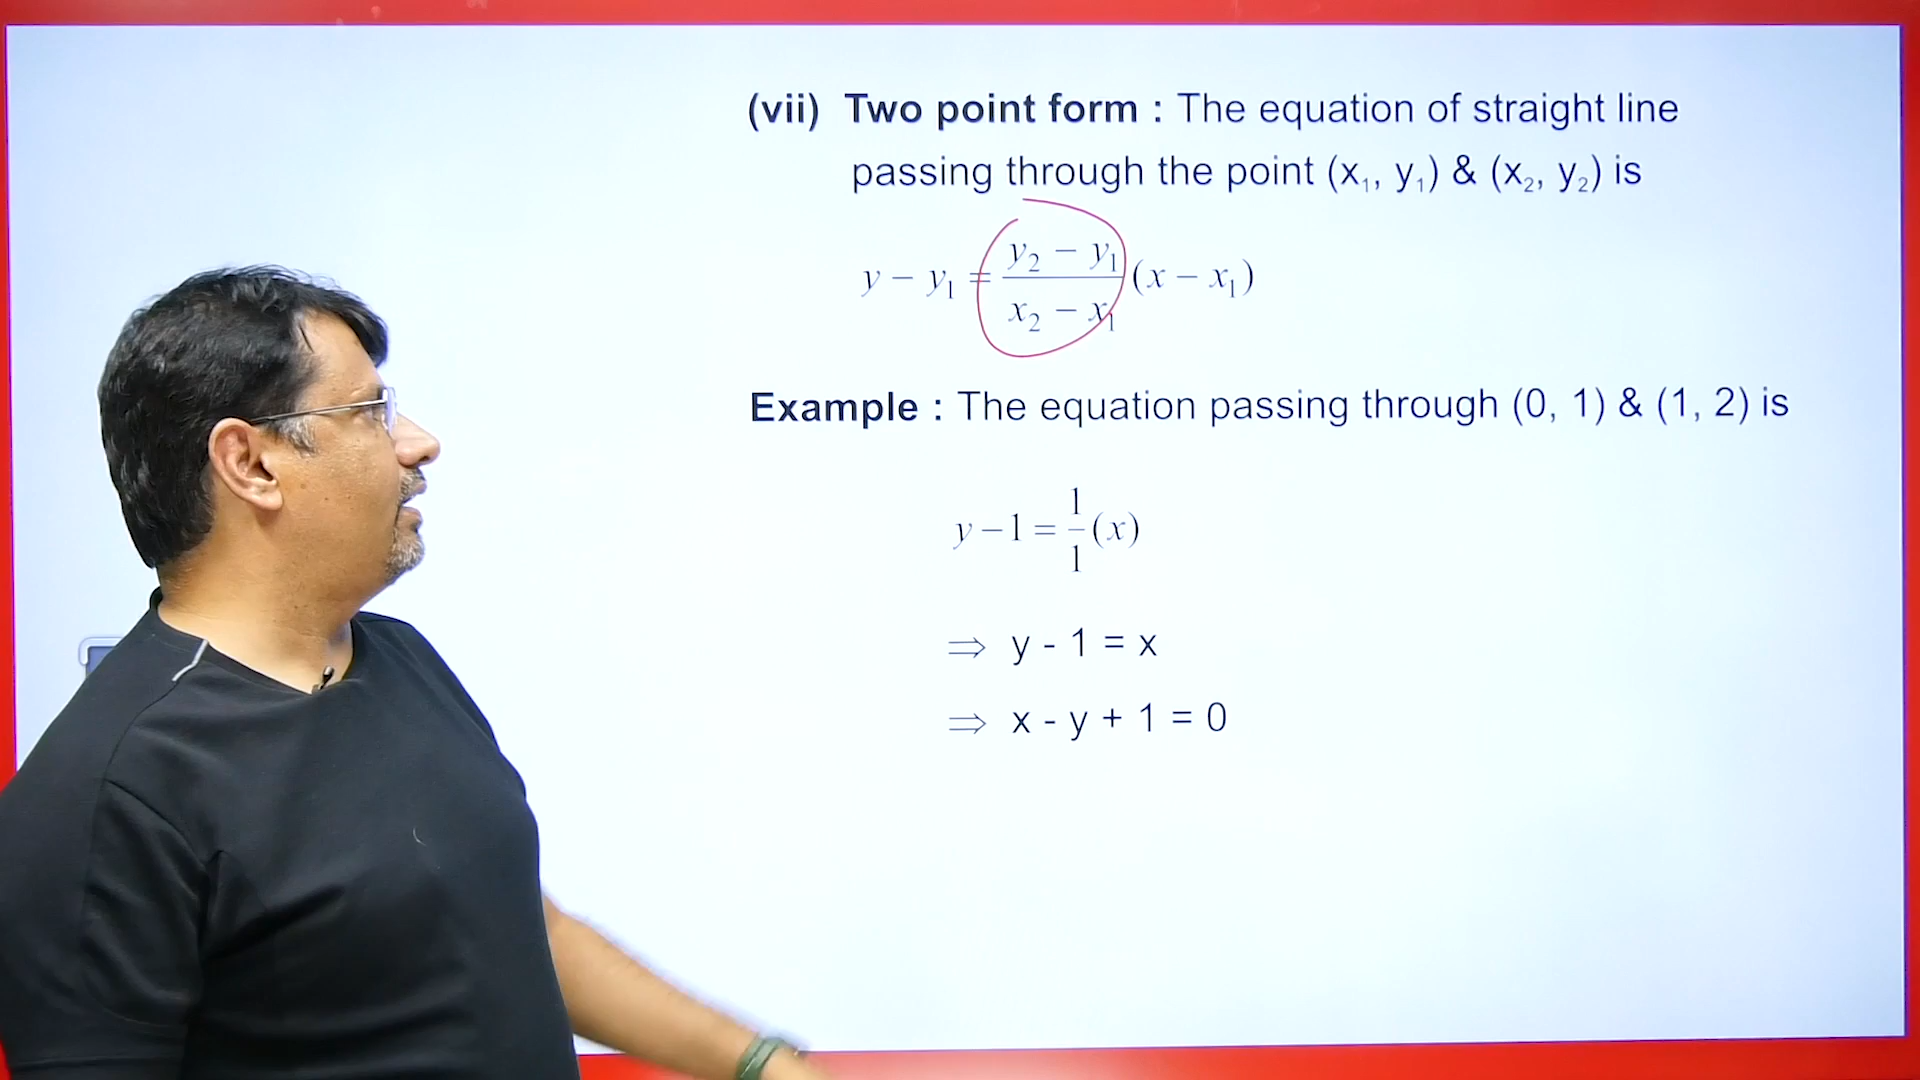 (vii) Two point form : The equation of straight line
passing through the point (x₁, y₁) & (x₂, y₂) is
y − y₁ = (y₂ − y₁)/(x₂ − x₁) (x − x₁)
Example : The equation passing through (0, 1) & (1, 2) is
y − 1 = 1/1 (x)
⇒ y - 1 = x
⇒ x - y + 1 = 0